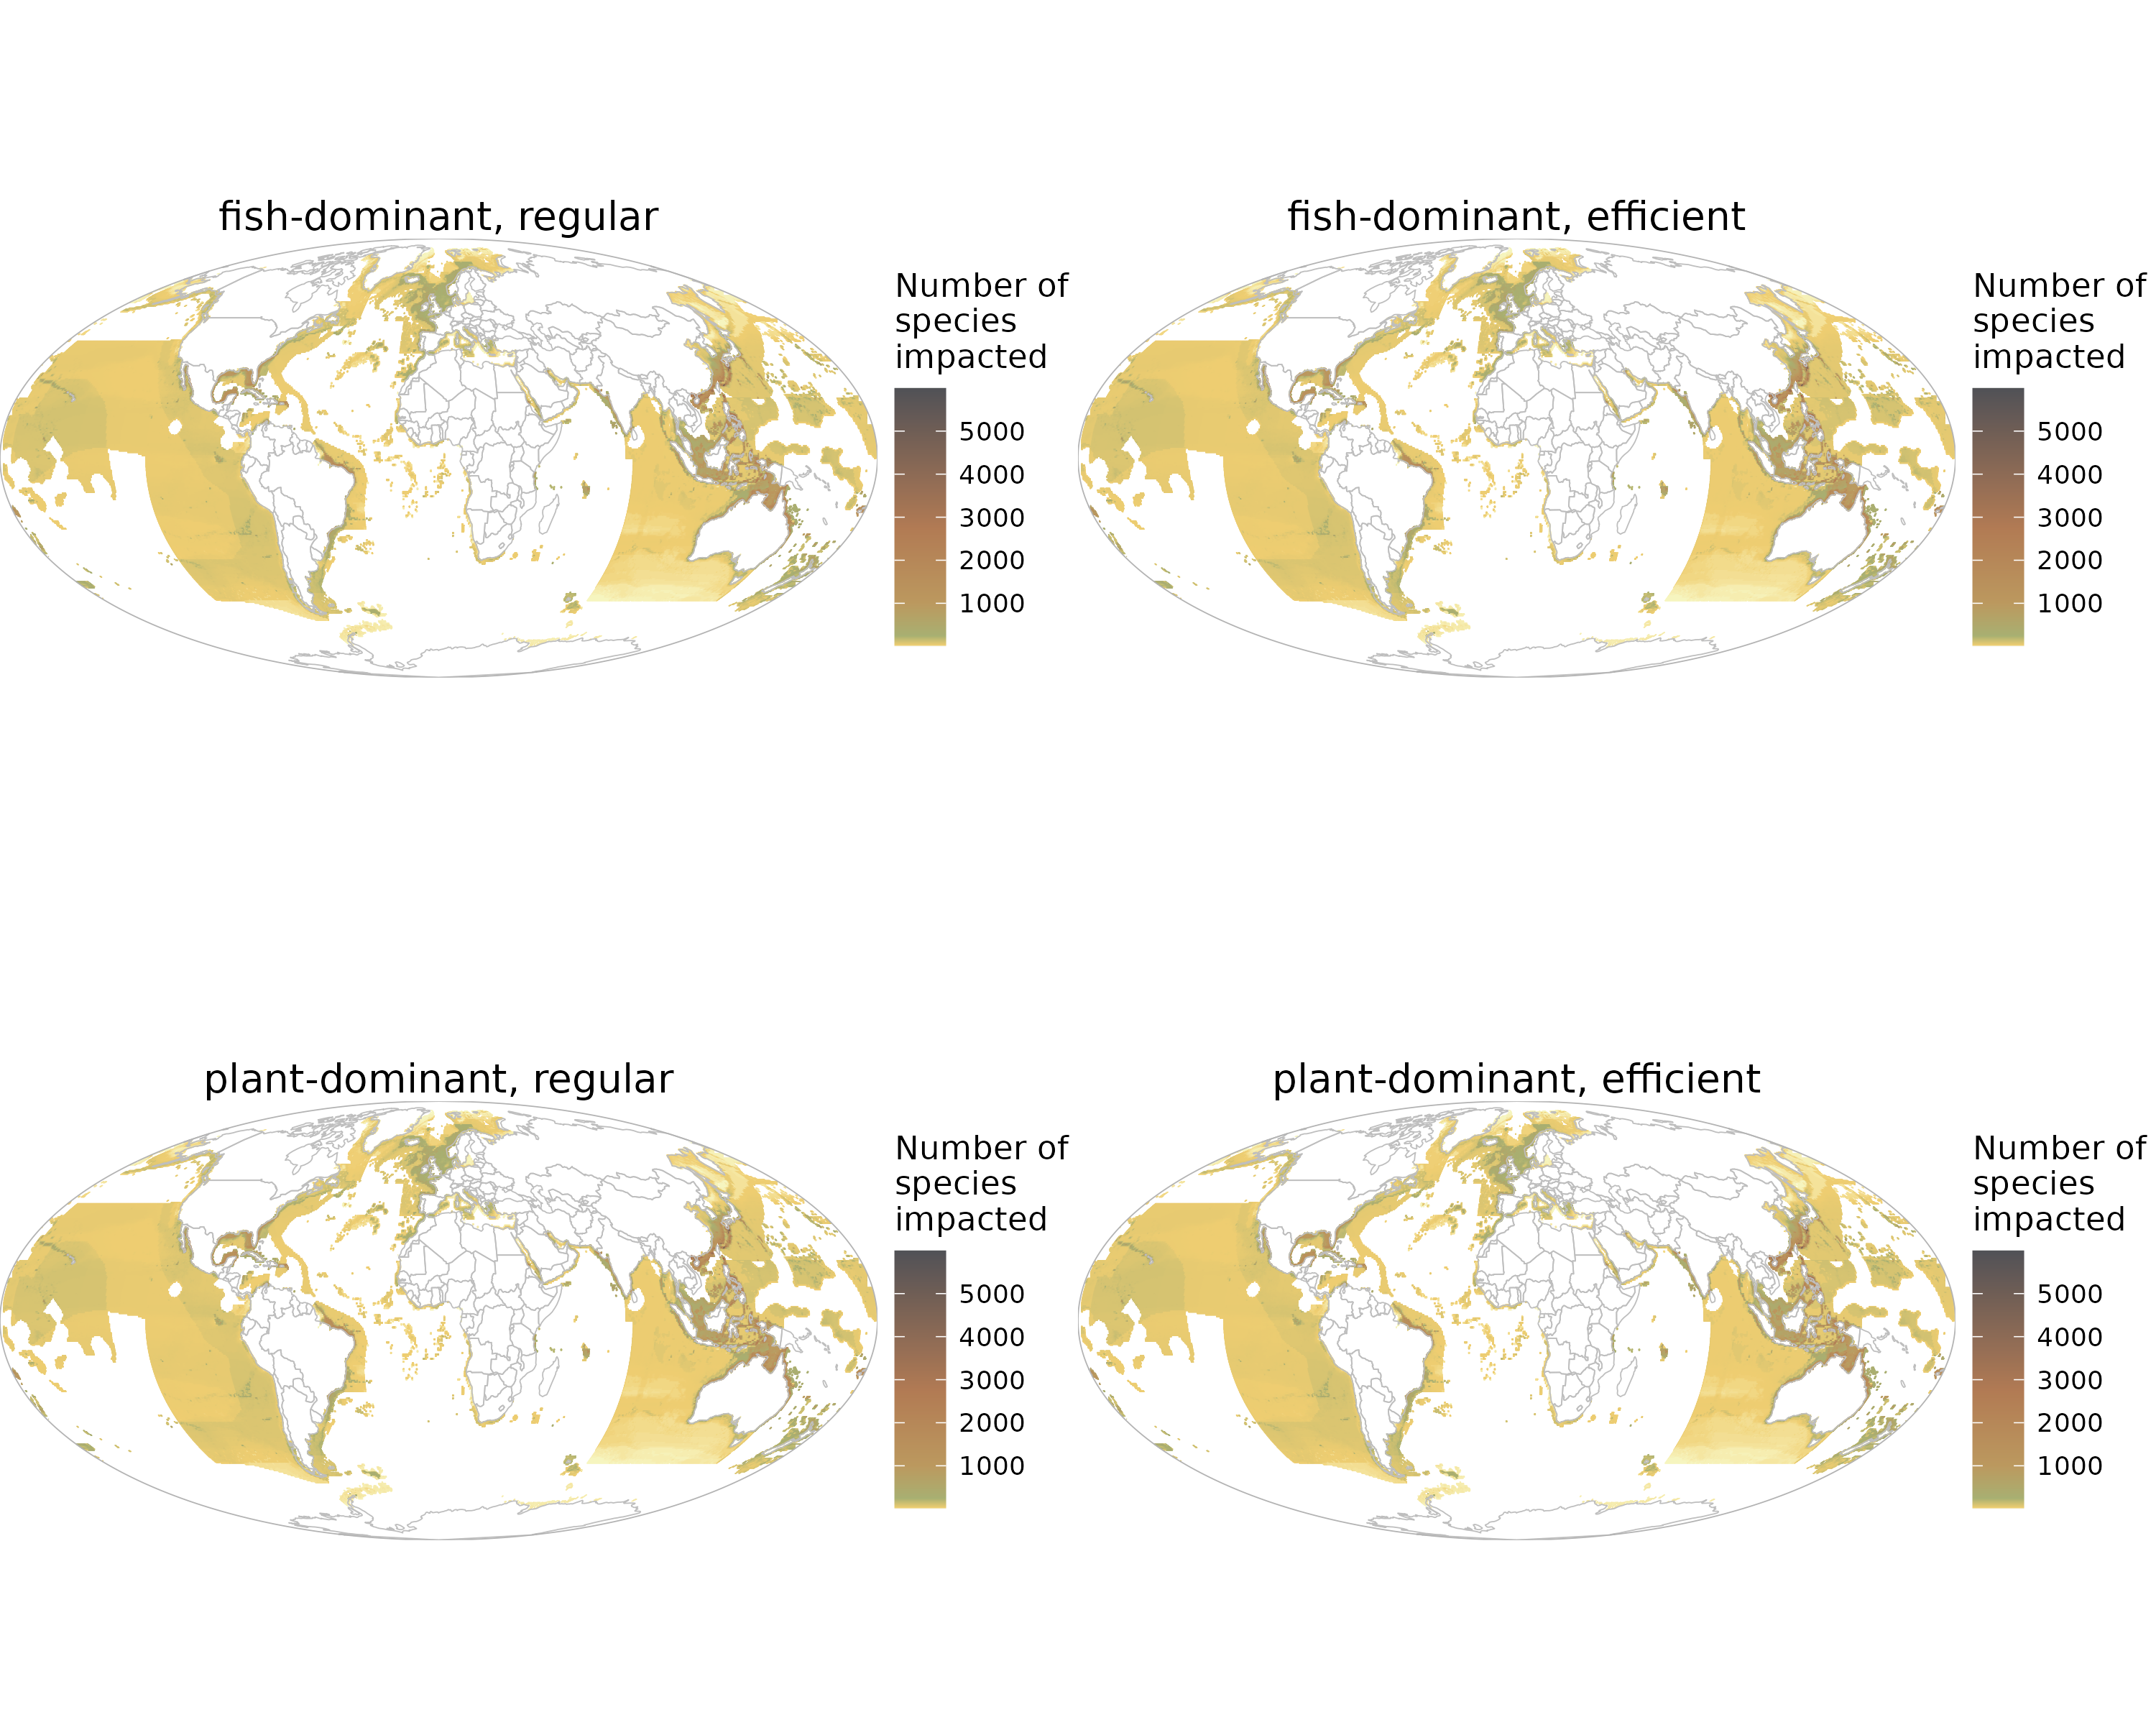 fish-dominant, regular
Number of
species
impacted
5000
4000
3000
2000
1000
fish-dominant, efficient
Number of
species
impacted
5000
4000
3000
2000
1000
plant-dominant, regular
Number of
species
impacted
5000
4000
3000
2000
1000
plant-dominant, efficient
Number of
species
impacted
5000
4000
3000
2000
1000